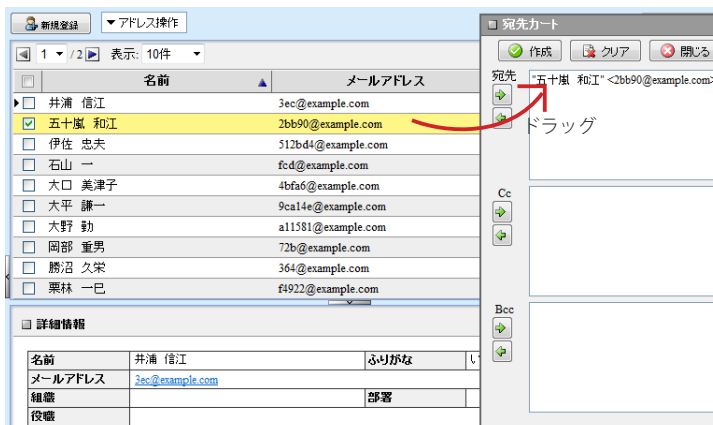 新規登録 ▼アドレス操作
1 / 2 表示: 10件
名前 メールアドレス
井浦 信江 3ec@example.com
五十嵐 和江 2bb90@example.com
伊佐 忠夫 512bd4@example.com
石山 一 fcd@example.com
大口 美津子 4bfa6@example.com
大平 謙一 9ca14e@example.com
大野 勤 a11581@example.com
岡部 重男 72b@example.com
勝沼 久栄 364@example.com
栗林 一巳 f4922@example.com
詳細情報
名前 井浦 信江 ふりがな
メールアドレス 3ec@example.com
組織 部署
役職
宛先カート
作成 クリア 閉じる
宛先 "五十嵐 和江" <2bb90@example.com>
ドラッグ
Cc
Bcc